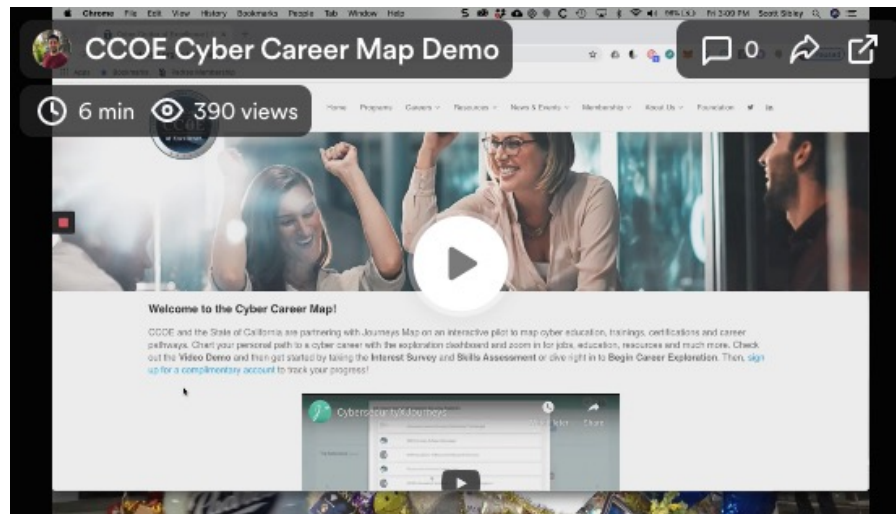 Chrome File Edit View History Bookmarks People Tab Window Help Fri 3:09 PM Scott Sibley
CCOE Cyber Career Map Demo
0
6 min 390 views
Home Programs Careers Resources News & Events Membership About Us Foundation
CCOE
Welcome to the Cyber Career Map!
CCOE and the State of California are partnering with Journeys Map on an interactive pilot to map cyber education, trainings, certifications and career
pathways. Chart your personal path to a cyber career with the exploration dashboard and zoom in for jobs, education, resources and much more. Check
out the Video Demo and then get started by taking the Interest Survey and Skills Assessment or dive right in to Begin Career Exploration. Then, sign
up for a complimentary account to track your progress!
CybersecurityXJourneys
Share